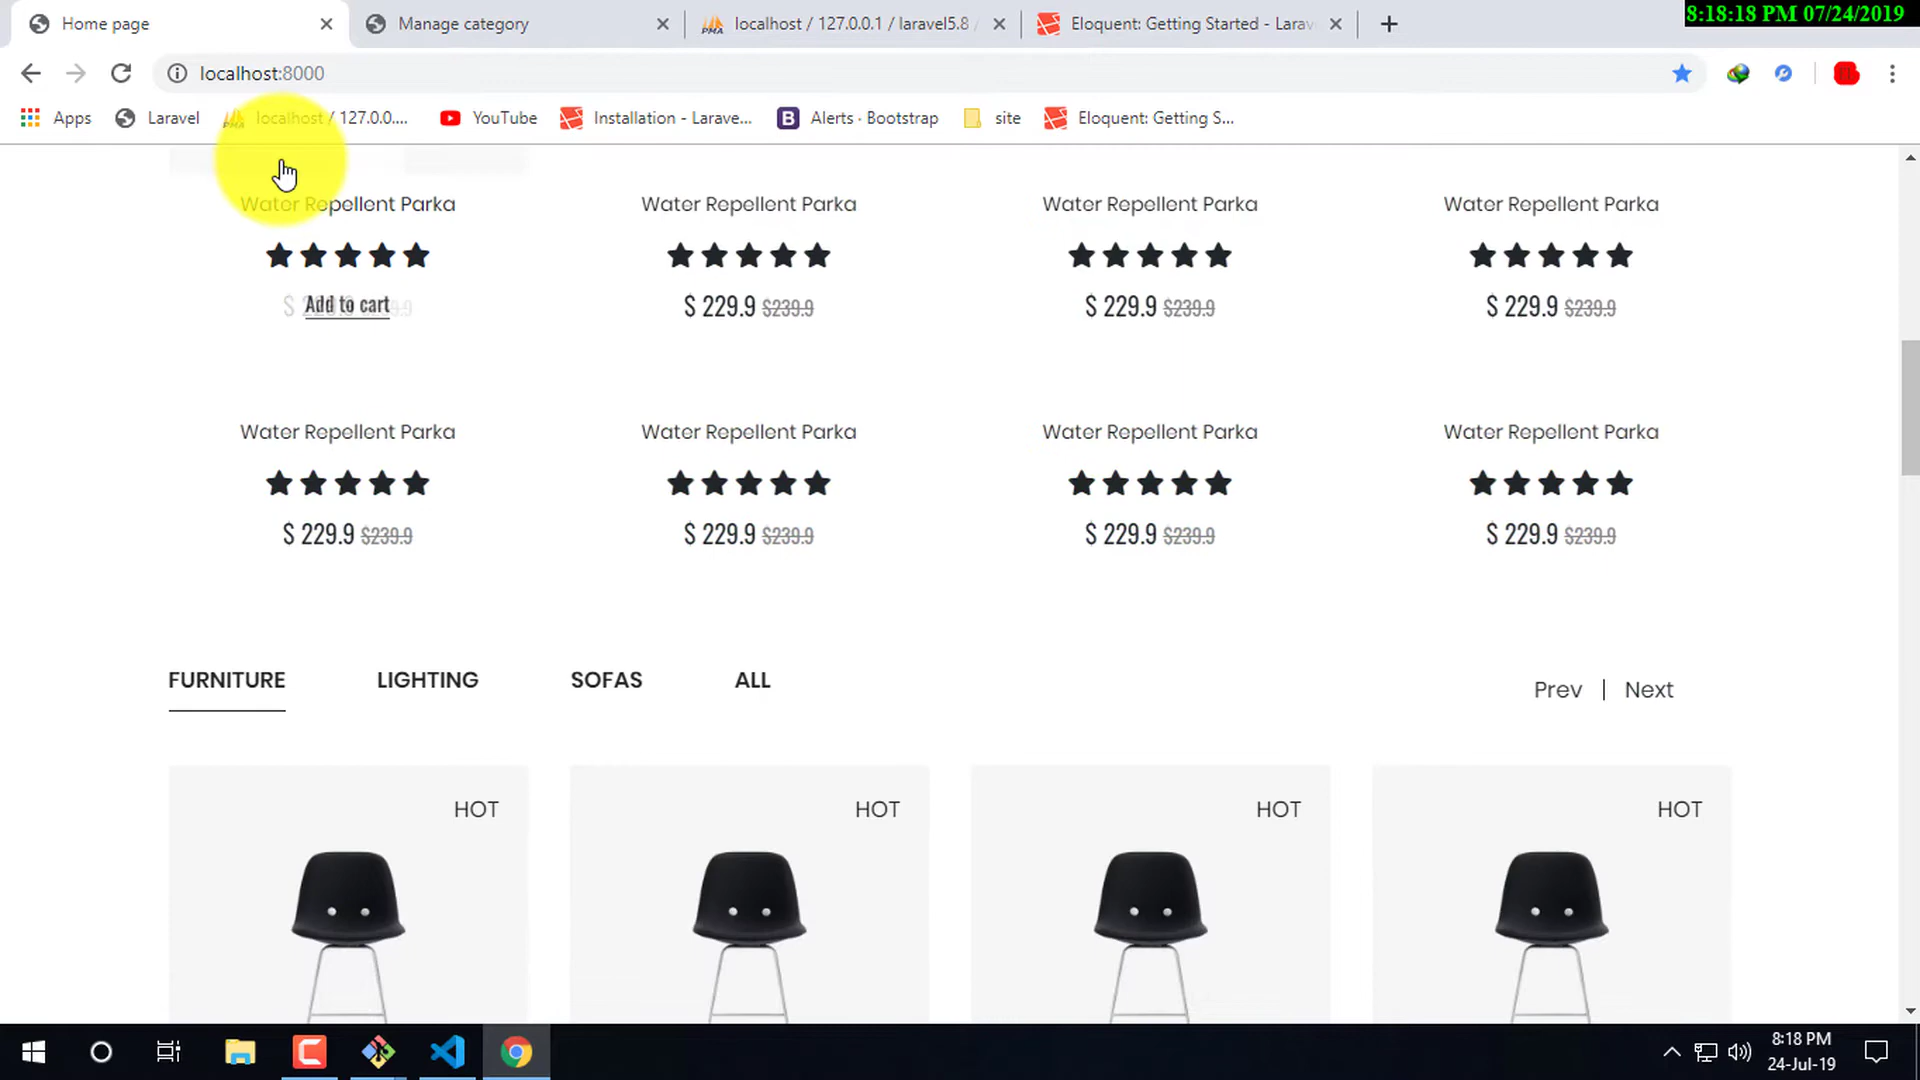 8:18:18 PM 07/24/2019
Home page
Manage category
localhost / 127.0.0.1 / laravel5.8 /
Eloquent: Getting Started - Larav
localhost:8000
Apps
Laravel
localhost / 127.0.0....
YouTube
Installation - Larave...
B Alerts · Bootstrap
site
Eloquent: Getting S...
Water Repellent Parka
Water Repellent Parka
Water Repellent Parka
Water Repellent Parka
Add to cart
$ 229.9 $239.9
$ 229.9 $239.9
$ 229.9 $239.9
Water Repellent Parka
Water Repellent Parka
Water Repellent Parka
Water Repellent Parka
$ 229.9 $239.9
$ 229.9 $239.9
$ 229.9 $239.9
$ 229.9 $239.9
FURNITURE
LIGHTING
SOFAS
ALL
Prev | Next
HOT
HOT
HOT
HOT
8:18 PM
24-Jul-19